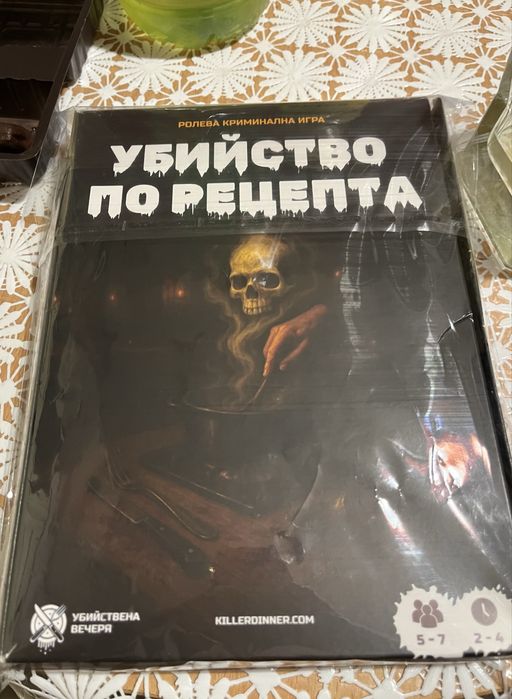 РОЛЕВА КРИМИНАЛНА ИГРА
УБИЙСТВО
ПО РЕЦЕПТА
УБИЙСТВЕНА
ВЕЧЕРЯ
KILLERDINNER.COM
5-7
2-4